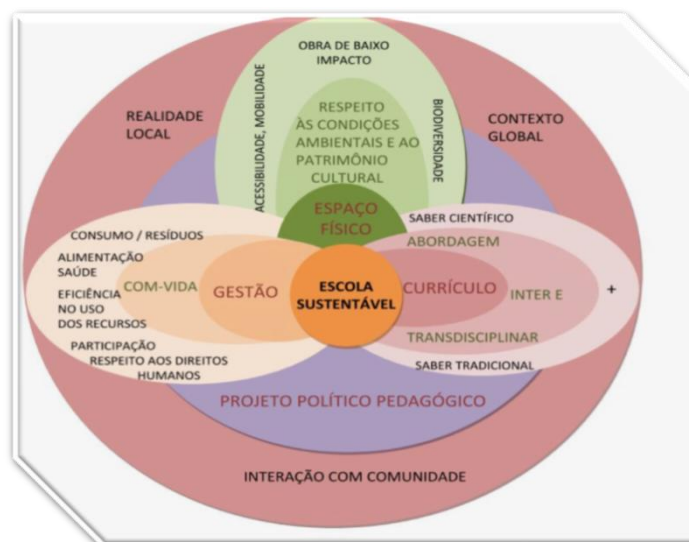 OBRA DE BAIXO
IMPACTO
ACESSIBILIDADE, MOBILIDADE
BIODIVERSIDADE
RESPEITO
ÀS CONDIÇÕES
AMBIENTAIS E AO
PATRIMÔNIO
CULTURAL
REALIDADE
LOCAL
CONTEXTO
GLOBAL
ESPAÇO
FÍSICO
CONSUMO / RESÍDUOS
ALIMENTAÇÃO
SAÚDE
EFICIÊNCIA
NO USO
DOS RECURSOS
PARTICIPAÇÃO
RESPEITO AOS DIREITOS
HUMANOS
COM-VIDA
GESTÃO
ESCOLA
SUSTENTÁVEL
CURRÍCULO
SABER CIENTÍFICO
ABORDAGEM
INTER E
+
TRANSDISCIPLINAR
SABER TRADICIONAL
PROJETO POLÍTICO PEDAGÓGICO
INTERAÇÃO COM COMUNIDADE